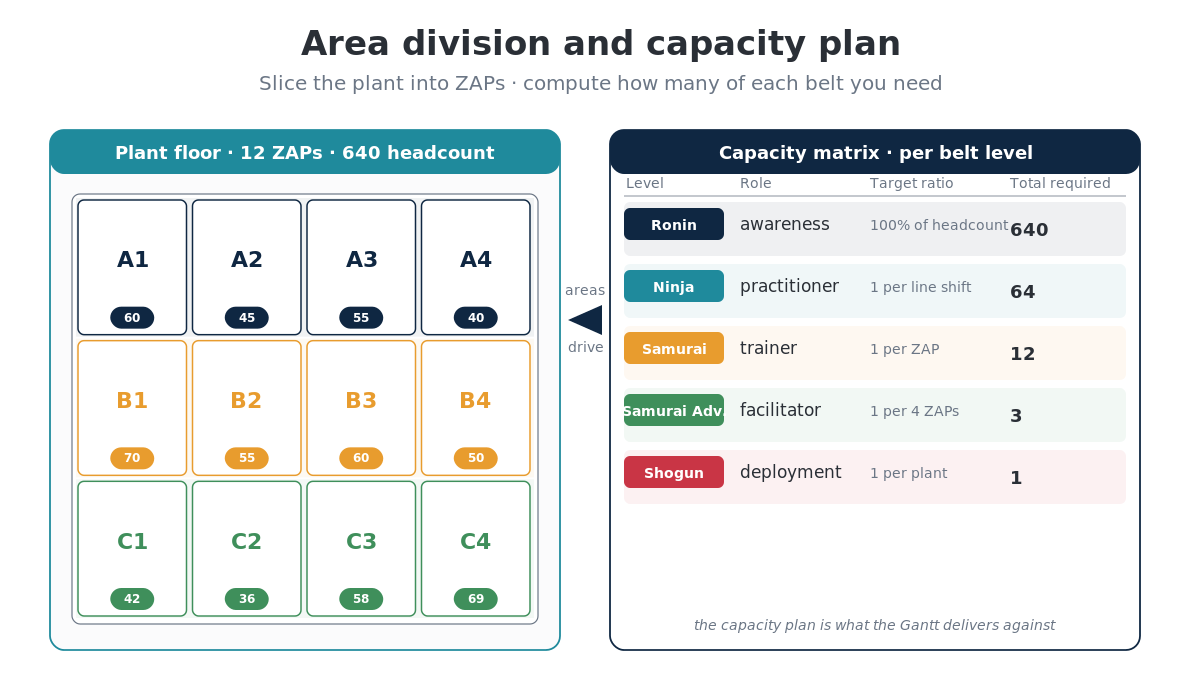 Area division and capacity plan
Slice the plant into ZAPs · compute how many of each belt you need
Plant floor · 12 ZAPs · 640 headcount
A1 A2 A3 A4
60 45 55 40
B1 B2 B3 B4
70 55 60 50
C1 C2 C3 C4
42 36 58 69
areas
drive
Capacity matrix · per belt level
Level Role Target ratio Total required
Ronin awareness 100% of headcount 640
Ninja practitioner 1 per line shift 64
Samurai trainer 1 per ZAP 12
Samurai Adv. facilitator 1 per 4 ZAPs 3
Shogun deployment 1 per plant 1
the capacity plan is what the Gantt delivers against